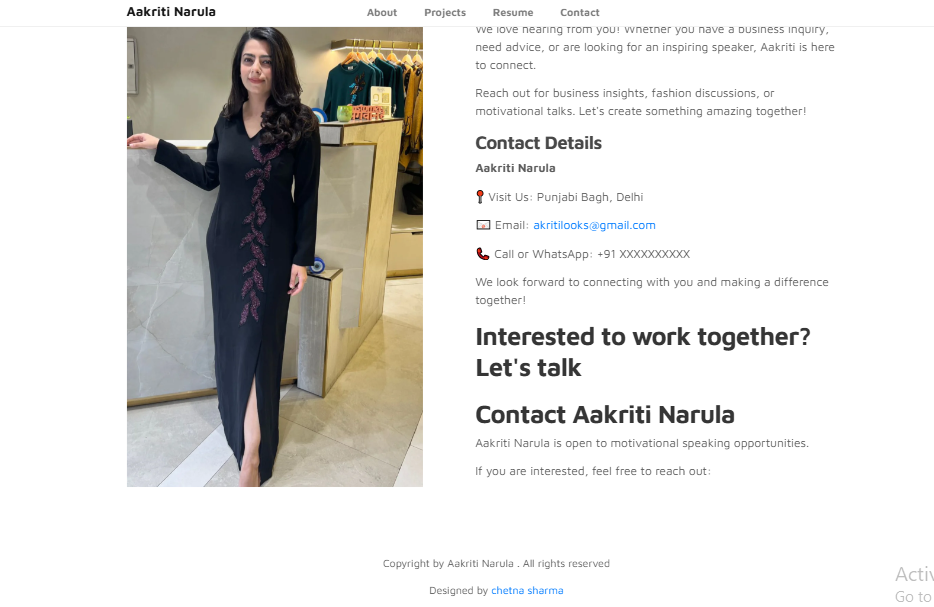 Aakriti Narula
About Projects Resume Contact
We love hearing from you! Whether you have a business inquiry,
need advice, or are looking for an inspiring speaker, Aakriti is here
to connect.
Reach out for business insights, fashion discussions, or
motivational talks. Let's create something amazing together!
Contact Details
Aakriti Narula
Visit Us: Punjabi Bagh, Delhi
Email: akritilooks@gmail.com
Call or WhatsApp: +91 XXXXXXXXXX
We look forward to connecting with you and making a difference
together!
Interested to work together?
Let's talk
Contact Aakriti Narula
Aakriti Narula is open to motivational speaking opportunities.
If you are interested, feel free to reach out:
Copyright by Aakriti Narula . All rights reserved
Designed by chetna sharma
Go to